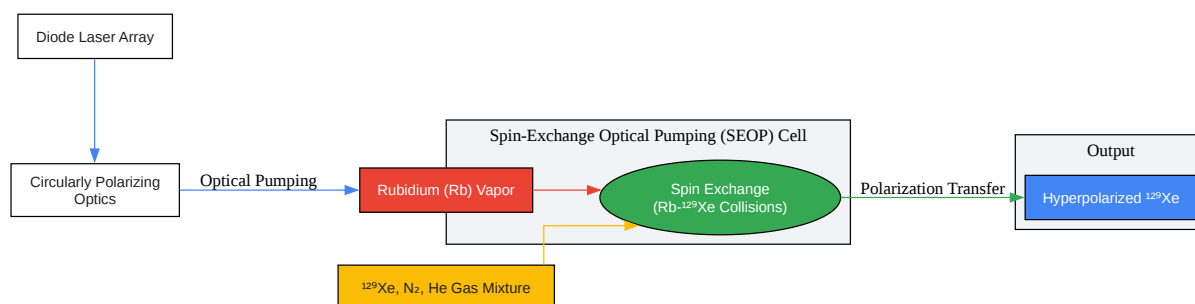 Diode Laser Array
Circularly Polarizing
Optics
Optical Pumping
Rubidium (Rb) Vapor
Spin-Exchange Optical Pumping (SEOP) Cell
Spin Exchange
(Rb-¹²⁹Xe Collisions)
¹²⁹Xe, N₂, He Gas Mixture
Polarization Transfer
Output
Hyperpolarized ¹²⁹Xe